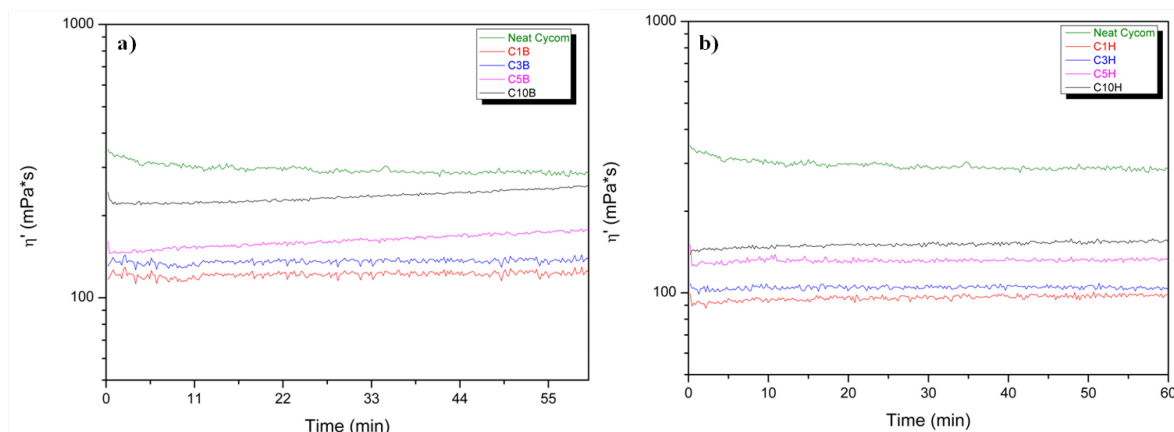 a)
1000
100
η' (mPa*s)
Neat Cycom
C1B
C3B
C5B
C10B
0 11 22 33 44 55
Time (min)
b)
1000
100
η' (mPa*s)
Neat Cycom
C1H
C3H
C5H
C10H
0 10 20 30 40 50 60
Time (min)